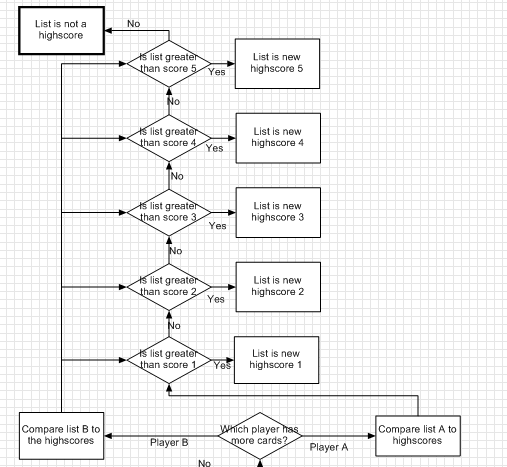 List is not a
highscore
No
Is list greater
than score 5
Yes
List is new
highscore 5
No
Is list greater
than score 4
Yes
List is new
highscore 4
No
Is list greater
than score 3
Yes
List is new
highscore 3
No
Is list greater
than score 2
Yes
List is new
highscore 2
No
Is list greater
than score 1
Yes
List is new
highscore 1
Compare list B to
the highscores
Player B
Which player has
more cards?
Player A
Compare list A to
highscores
No